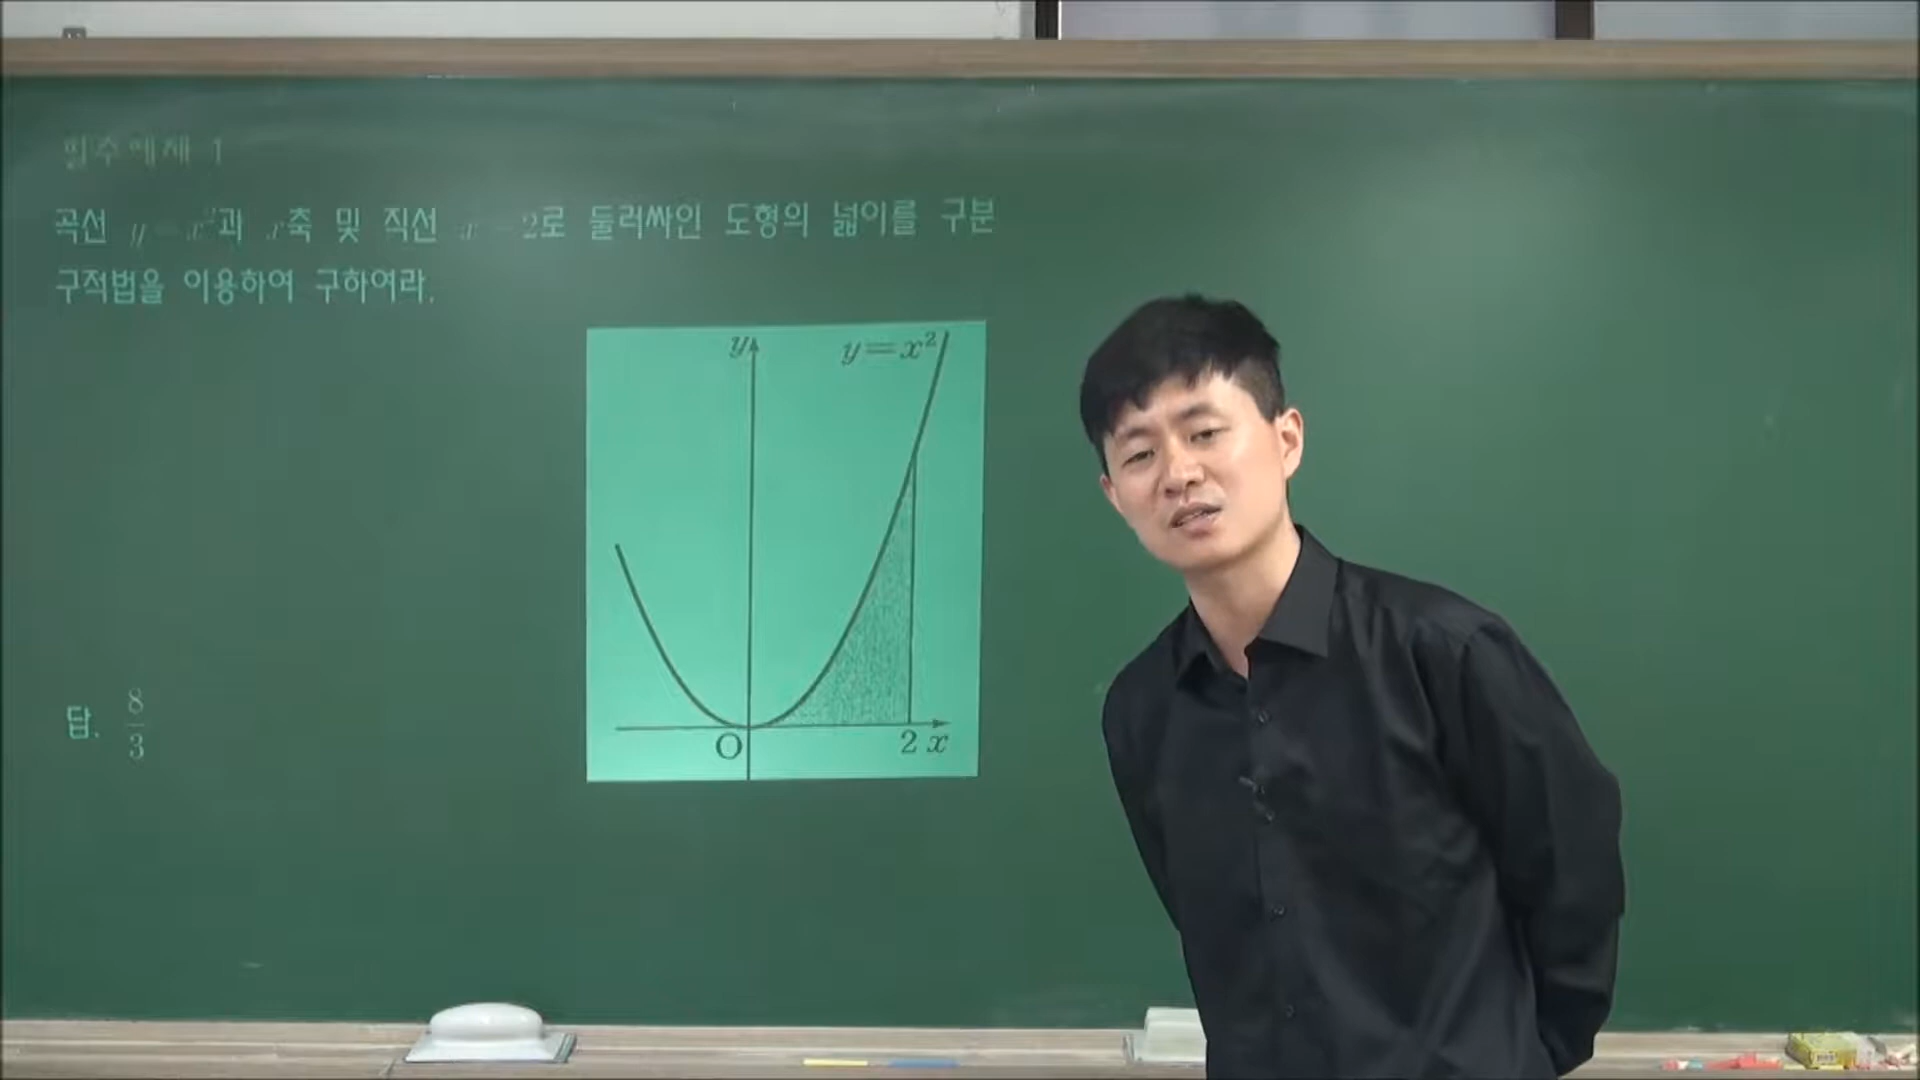 필수예제 1
곡선 y=x²과 x축 및 직선 x=2로 둘러싸인 도형의 넓이를 구분
구적법을 이용하여 구하여라.
y
y=x²
O
2 x
답. 8/3